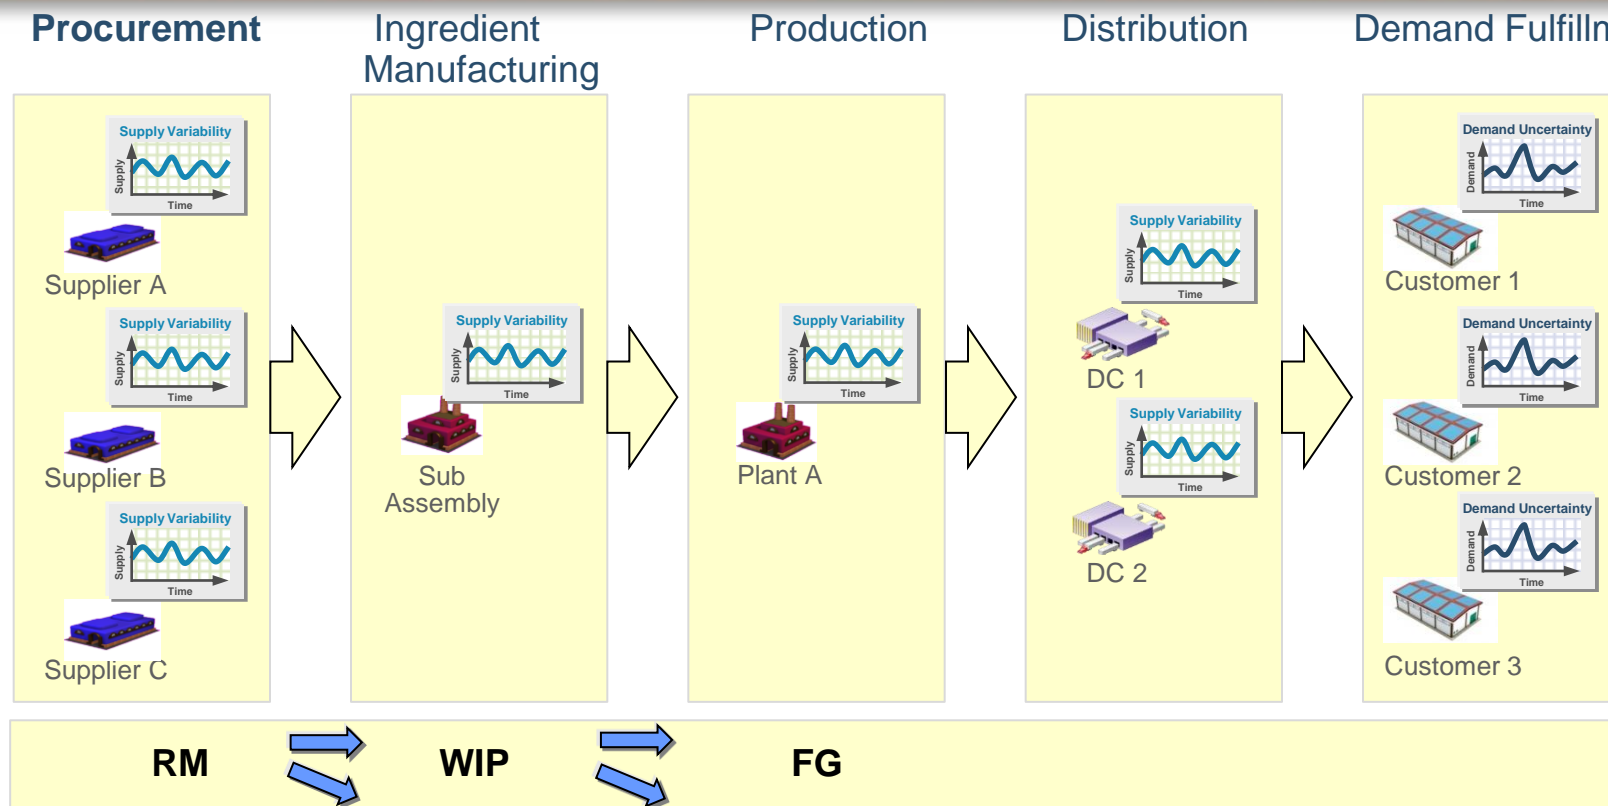 Procurement
Ingredient
Manufacturing
Production
Distribution
Demand Fulfillm
Supply Variability
Supply
Time
Supplier A
Supply Variability
Supply
Time
Supplier B
Supply Variability
Supply
Time
Supplier C
Supply Variability
Supply
Time
Sub
Assembly
Supply Variability
Supply
Time
Plant A
Supply Variability
Supply
Time
DC 1
Supply Variability
Supply
Time
DC 2
Demand Uncertainty
Demand
Time
Customer 1
Demand Uncertainty
Demand
Time
Customer 2
Demand Uncertainty
Demand
Time
Customer 3
RM
WIP
FG